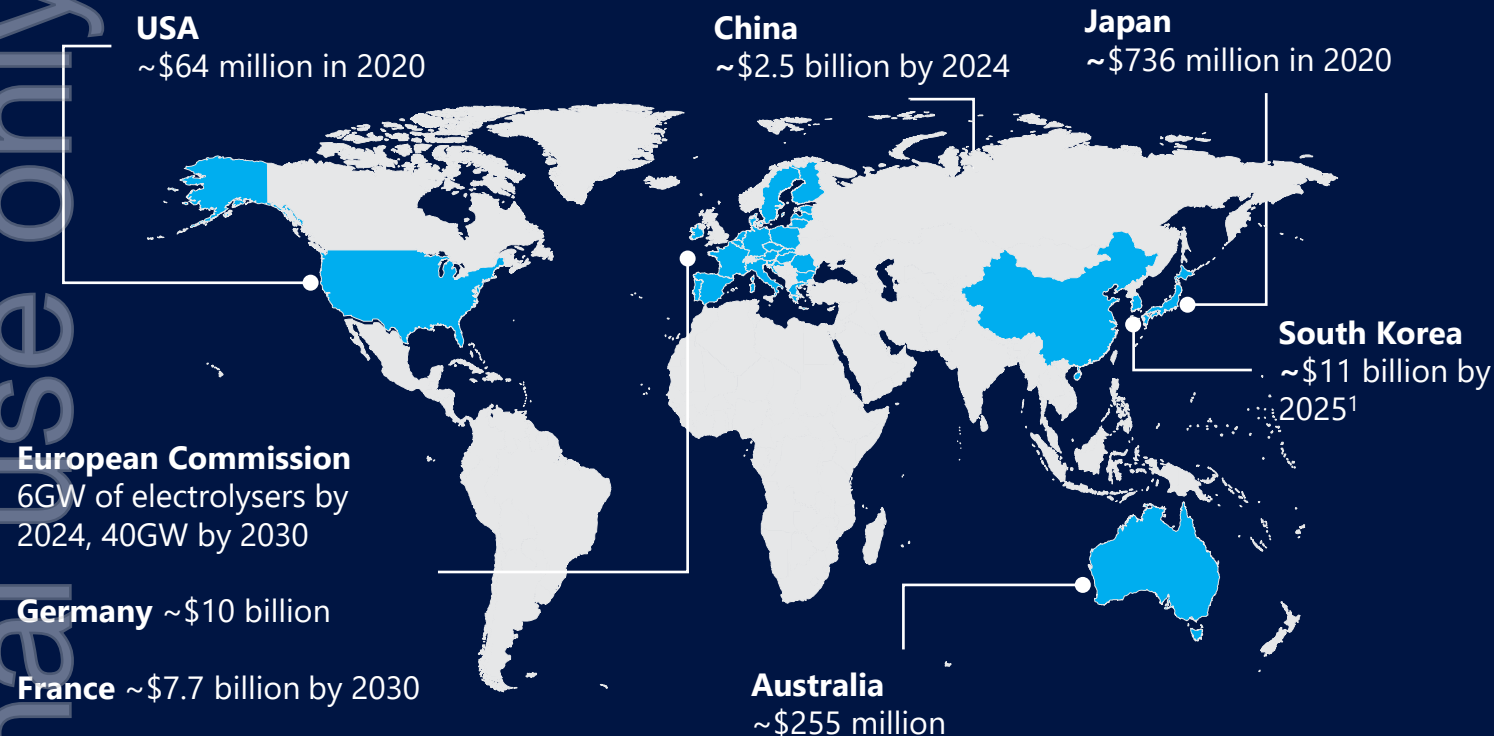 USA
~$64 million in 2020
China
~$2.5 billion by 2024
Japan
~$736 million in 2020
South Korea
~$11 billion by
2025¹
European Commission
6GW of electrolysers by
2024, 40GW by 2030
Germany ~$10 billion
France ~$7.7 billion by 2030
Australia
~$255 million
use only